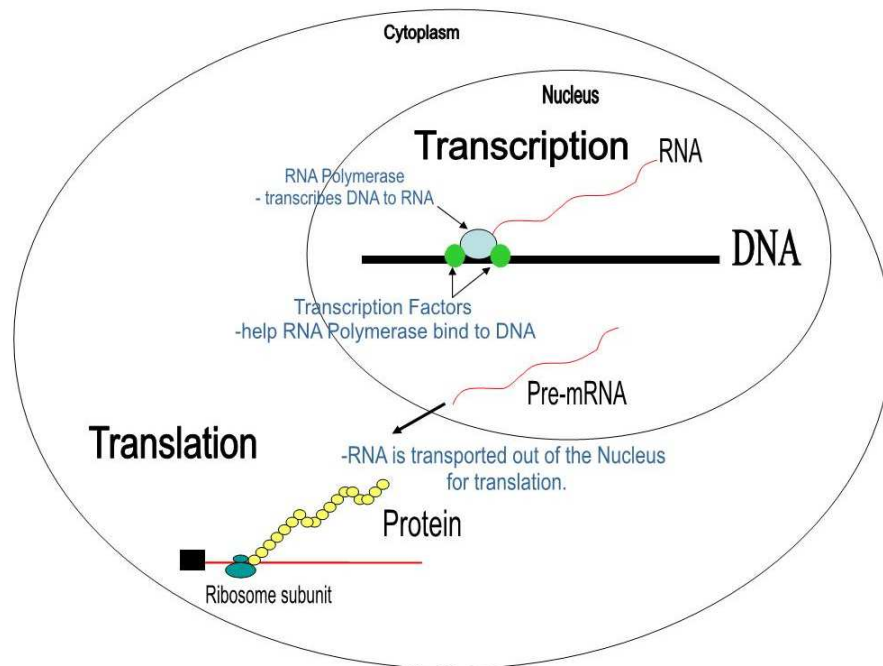 Cytoplasm
Nucleus
Transcription
RNA
RNA Polymerase
- transcribes DNA to RNA
DNA
Transcription Factors
-help RNA Polymerase bind to DNA
Pre-mRNA
Translation
-RNA is transported out of the Nucleus
for translation.
Protein
Ribosome subunit